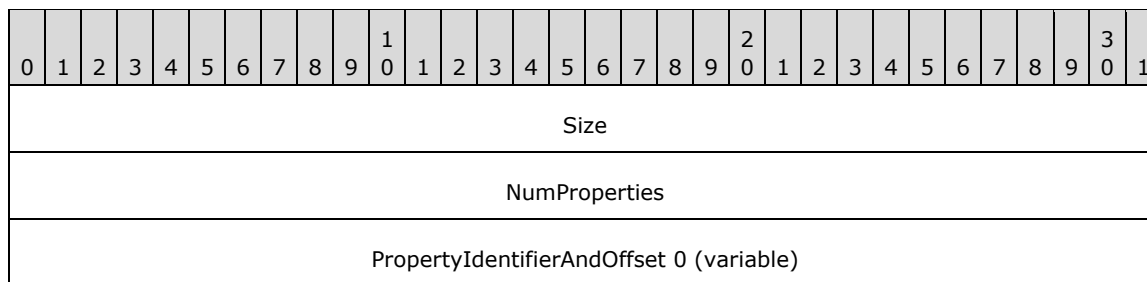 1 2 3
0 1 2 3 4 5 6 7 8 9 0 1 2 3 4 5 6 7 8 9 0 1 2 3 4 5 6 7 8 9 0 1
Size
NumProperties
PropertyIdentifierAndOffset 0 (variable)